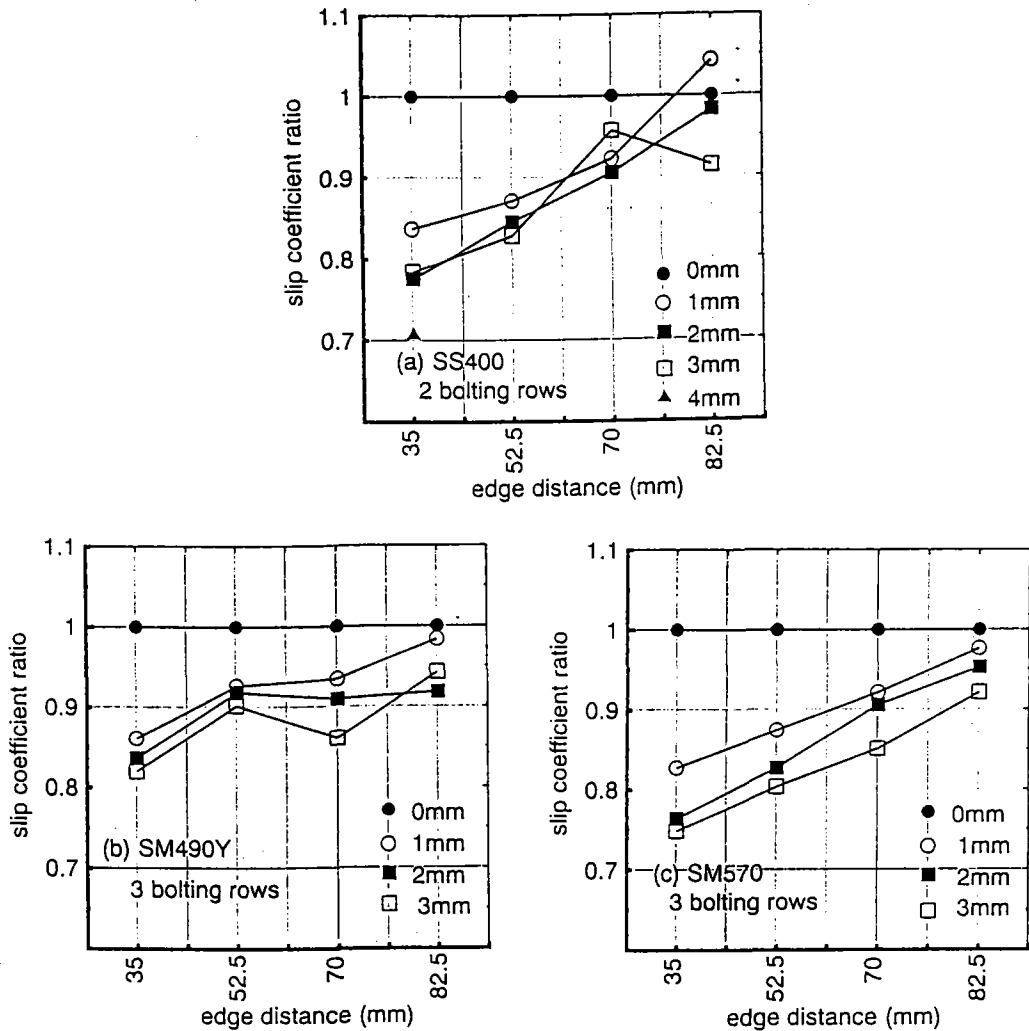 1.1
1
0.9
0.8
0.7
slip coefficient ratio
0mm
1mm
2mm
3mm
4mm
(a) SS400
2 bolting rows
35
52.5
70
82.5
edge distance (mm)
1.1
1
0.9
0.8
0.7
slip coefficient ratio
0mm
1mm
2mm
3mm
(b) SM490Y
3 bolting rows
35
52.5
70
82.5
edge distance (mm)
1.1
1
0.9
0.8
0.7
slip coefficient ratio
0mm
1mm
2mm
3mm
(c) SM570
3 bolting rows
35
52.5
70
82.5
edge distance (mm)